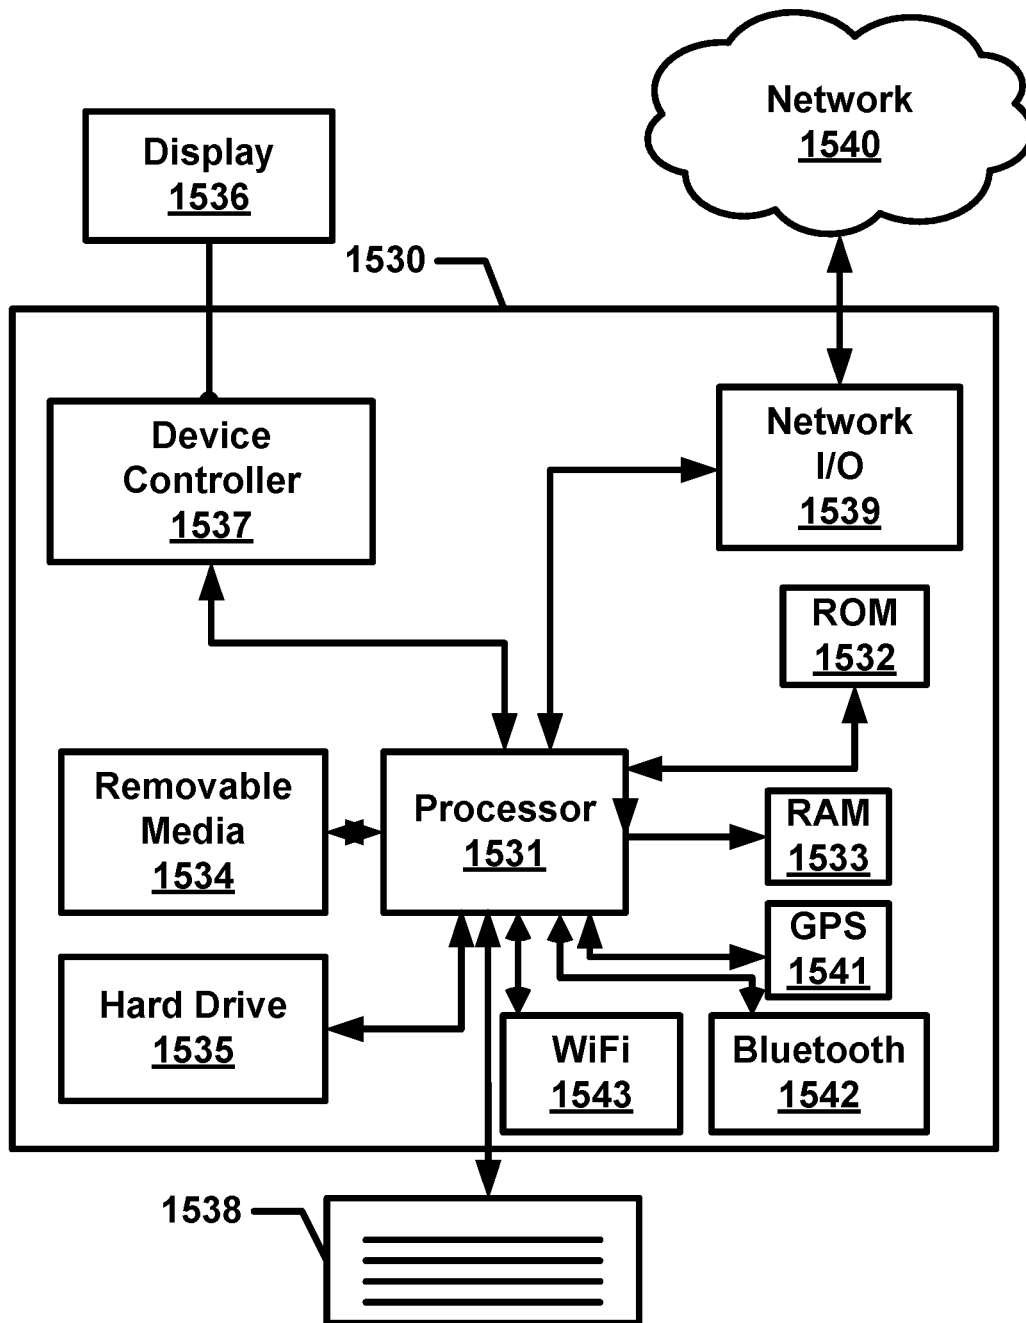 Network
1540
Display
1536
1530
Device
Controller
1537
Network
I/O
1539
ROM
1532
Removable
Media
1534
Processor
1531
RAM
1533
GPS
1541
Hard Drive
1535
WiFi
1543
Bluetooth
1542
1538